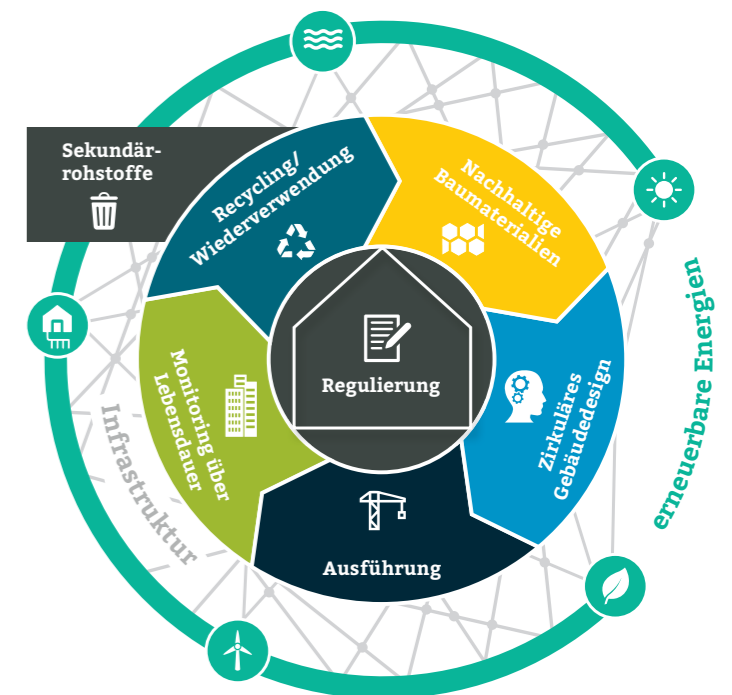 Sekundär-
rohstoffe
Recycling/
Wiederverwendung
Nachhaltige
Baumaterialien
Regulierung
Zirkuläres
Gebäudedesign
Monitoring über
Lebensdauer
Ausführung
Infrastruktur
erneuerbare Energien